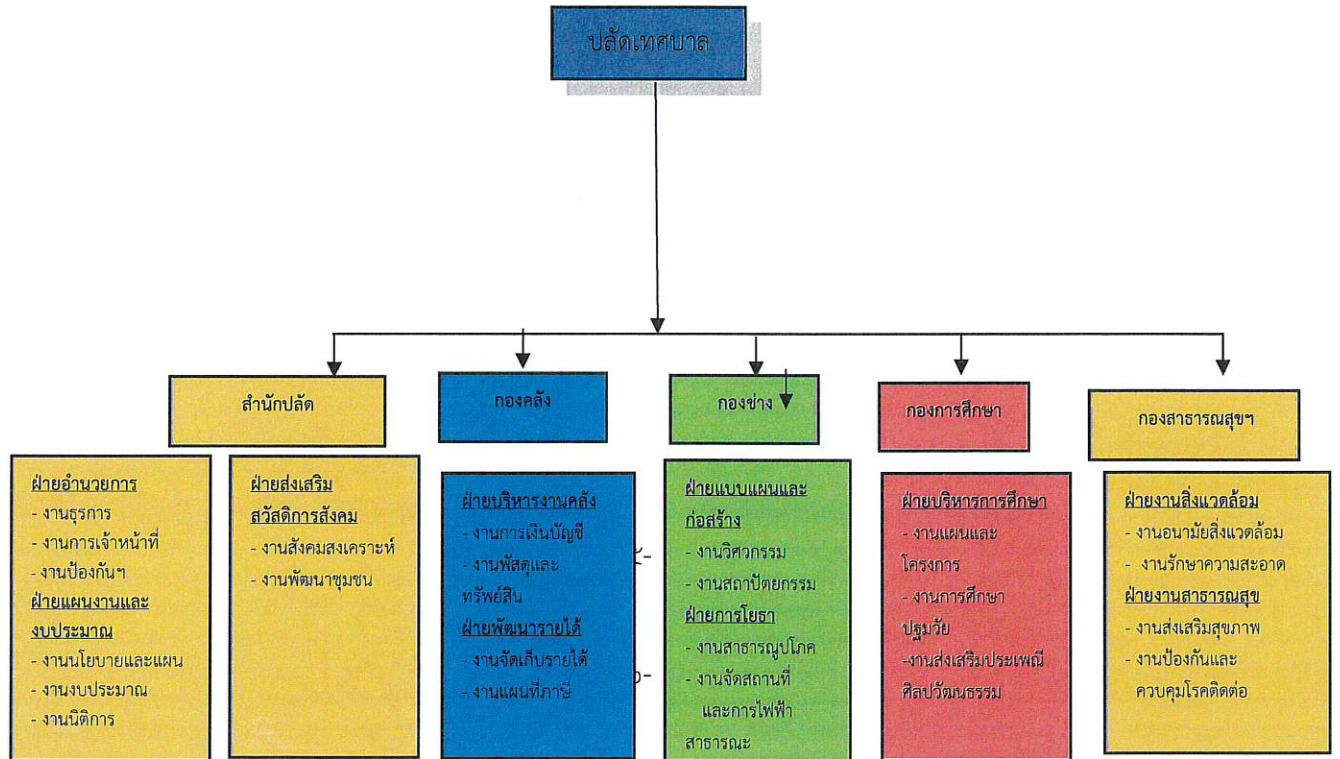 ปลัดเทศบาล
สำนักปลัด
กองคลัง
กองช่าง
กองการศึกษา
กองสาธารณสุขฯ
ฝ่ายอำนวยการ
- งานธุรการ
- งานการเจ้าหน้าที่
- งานป้องกันฯ
ฝ่ายแผนงานและ
งบประมาณ
- งานนโยบายและแผน
- งานงบประมาณ
- งานนิติการ
ฝ่ายส่งเสริม
สวัสดิการสังคม
- งานสังคมสงเคราะห์
- งานพัฒนาชุมชน
ฝ่ายบริหารงานคลัง
- งานการเงินบัญชี
- งานพัสดุและ
ทรัพย์สิน
ฝ่ายพัฒนารายได้
- งานจัดเก็บรายได้
- งานแผนที่ภาษี
ฝ่ายแบบแผนและ
ก่อสร้าง
- งานวิศวกรรม
- งานสถาปัตยกรรม
ฝ่ายการโยธา
- งานสาธารณูปโภค
- งานจัดสถานที่
และการไฟฟ้า
สาธารณะ
ฝ่ายบริหารการศึกษา
- งานแผนและ
โครงการ
- งานการศึกษา
ปฐมวัย
-งานส่งเสริมประเพณี
ศิลปวัฒนธรรม
ฝ่ายงานสิ่งแวดล้อม
- งานอนามัยสิ่งแวดล้อม
- งานรักษาความสะอาด
ฝ่ายงานสาธารณสุข
- งานส่งเสริมสุขภาพ
- งานป้องกันและ
ควบคุมโรคติดต่อ